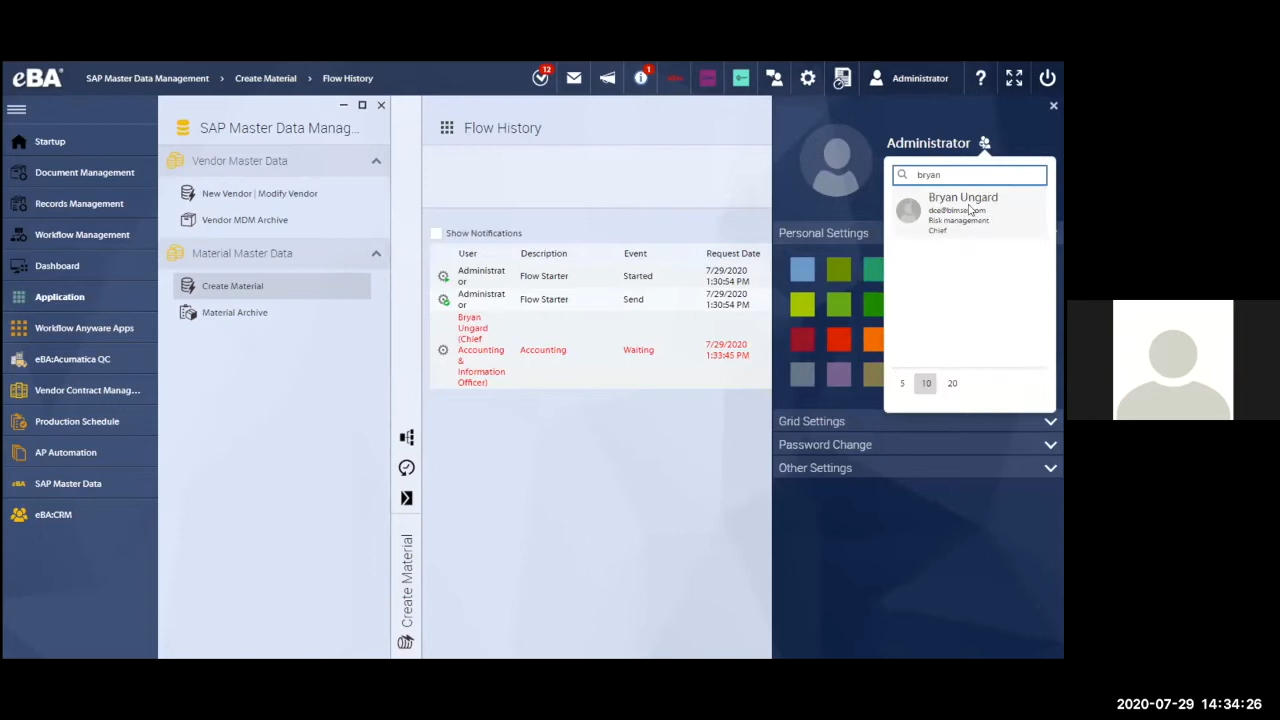 eBA SAP Master Data Management > Create Material > Flow History 12 1 Administrator ?
Startup
Document Management
Records Management
Workflow Management
Dashboard
Application
Workflow Anyware Apps
eBA:Acumatica QC
Vendor Contract Manag...
Production Schedule
AP Automation
eBA SAP Master Data
eBA:CRM
SAP Master Data Manag...
Vendor Master Data
New Vendor | Modify Vendor
Vendor MDM Archive
Material Master Data
Create Material
Material Archive
Create Material
Flow History
Show Notifications
User Description Event Request Date
Administrat
or
Flow Starter Started
7/29/2020
1:30:54 PM
Administrat
or
Flow Starter Send
7/29/2020
1:30:54 PM
Bryan
Ungard
(Chief
Accounting
&
Information
Officer)
Accounting Waiting
7/29/2020
1:33:45 PM
Administrator
bryan
Bryan Ungard
Risk management
Chief
5 10 20
Personal Settings
Grid Settings
Password Change
Other Settings
2020-07-29 14:34:26